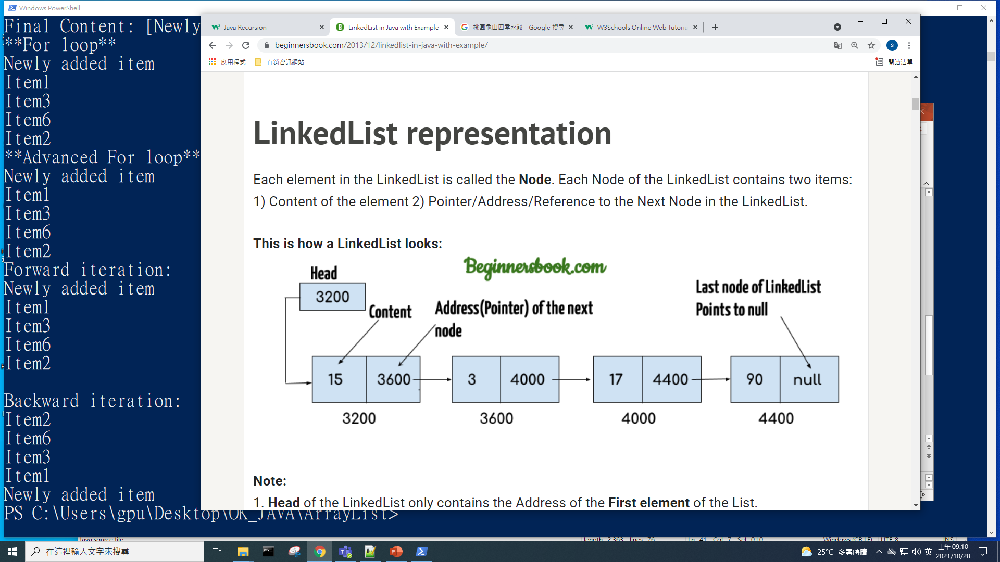 Windows PowerShell
Final Content: [Newly
**For loop**
Newly added item
Item1
Item3
Item6
Item2
**Advanced For loop**
Newly added item
Item1
Item3
Item6
Item2
Forward iteration:
Newly added item
Item1
Item3
Item6
Item2
Backward iteration:
Item2
Item6
Item3
Item1
Newly added item
PS C:\Users\gpu\Desktop\OK_JAVA\ArrayList>
Java Recursion
LinkedList in Java with Example
桃園龜山四季水餃 - Google 搜尋
W3Schools Online Web Tutoria
beginnersbook.com/2013/12/linkedlist-in-java-with-example/
s
應用程式
直銷資訊網站
閱讀清單
LinkedList representation
Each element in the LinkedList is called the Node. Each Node of the LinkedList contains two items:
1) Content of the element 2) Pointer/Address/Reference to the Next Node in the LinkedList.
This is how a LinkedList looks:
Beginnersbook.com
Head
3200
Content
Address(Pointer) of the next
node
Last node of LinkedList
Points to null
15 3600 3 4000 17 4400 90 null
3200 3600 4000 4400
Note:
1. Head of the LinkedList only contains the Address of the First element of the List.
Java source file
length : 2,363 lines : 76
Ln : 41 Col : 7 Sel : 0 | 0
Windows (CR LF)
UTF-8
INS
在這裡輸入文字來搜尋
25°C 多雲時晴
英
上午 09:10
2021/10/28